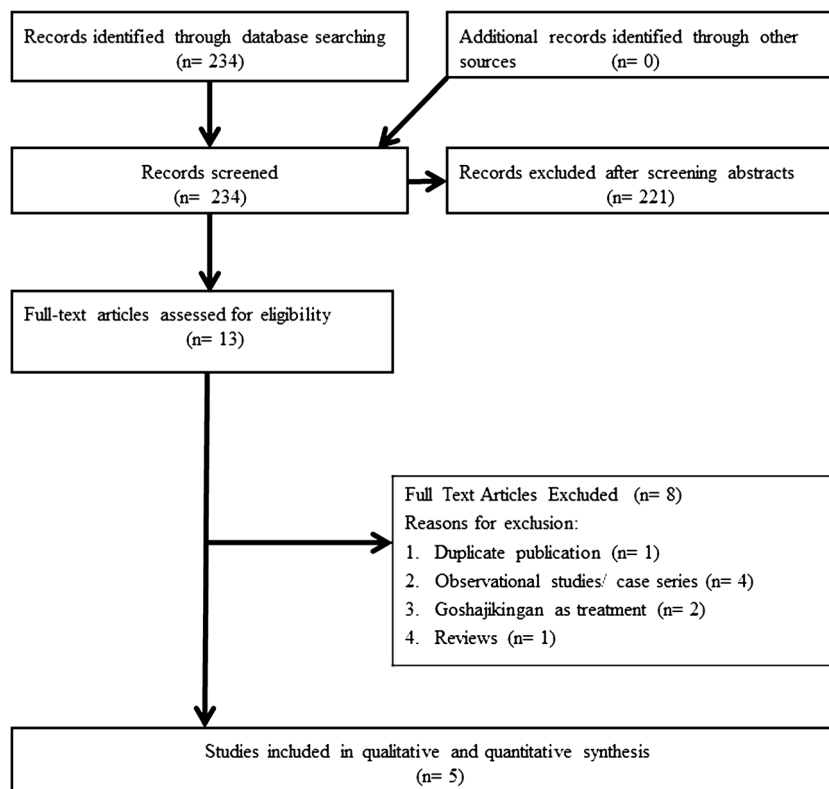 Records identified through database searching
(n= 234)
Additional records identified through other
sources (n= 0)
Records screened
(n= 234)
Records excluded after screening abstracts
(n= 221)
Full-text articles assessed for eligibility
(n= 13)
Full Text Articles Excluded (n= 8)
Reasons for exclusion:
1. Duplicate publication (n= 1)
2. Observational studies/ case series (n= 4)
3. Goshajikingan as treatment (n= 2)
4. Reviews (n= 1)
Studies included in qualitative and quantitative synthesis
(n= 5)